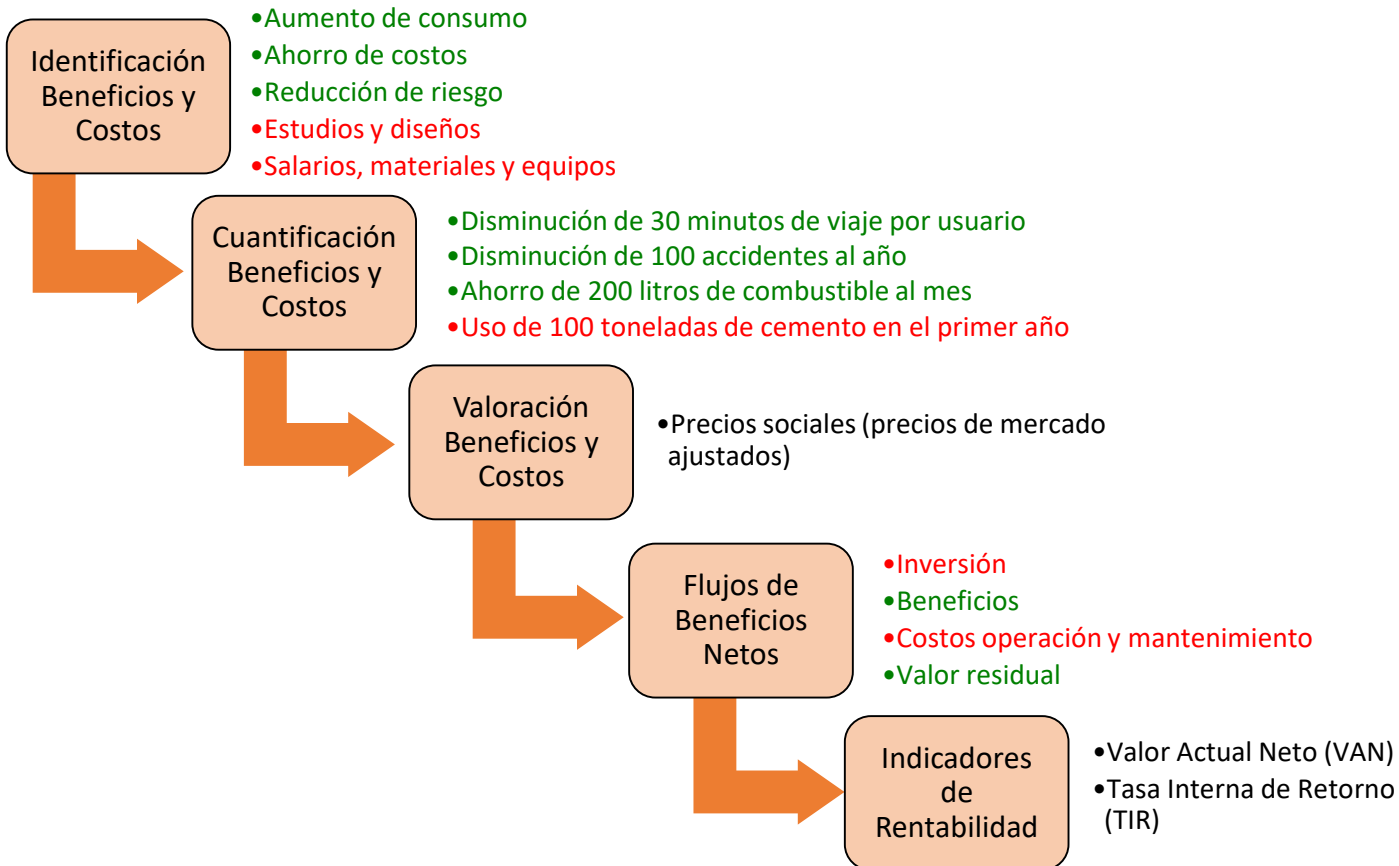 Identificación
Beneficios y
Costos
•Aumento de consumo
•Ahorro de costos
•Reducción de riesgo
•Estudios y diseños
•Salarios, materiales y equipos
Cuantificación
Beneficios y
Costos
•Disminución de 30 minutos de viaje por usuario
•Disminución de 100 accidentes al año
•Ahorro de 200 litros de combustible al mes
•Uso de 100 toneladas de cemento en el primer año
Valoración
Beneficios y
Costos
•Precios sociales (precios de mercado
ajustados)
Flujos de
Beneficios
Netos
•Inversión
•Beneficios
•Costos operación y mantenimiento
•Valor residual
Indicadores
de
Rentabilidad
•Valor Actual Neto (VAN)
•Tasa Interna de Retorno
(TIR)